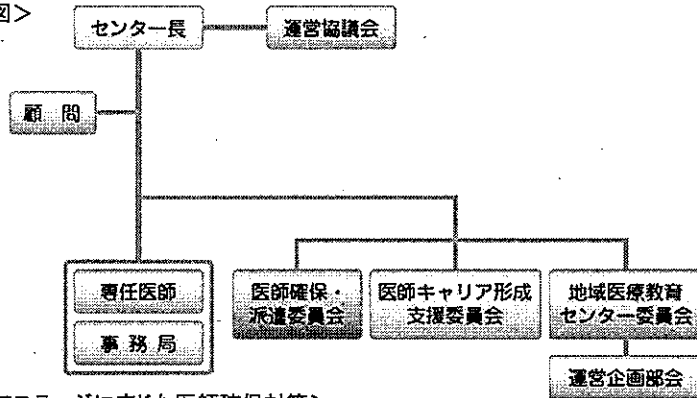 図>
センター長
運営協議会
顧問
専任医師
事務局
医師確保・
派遣委員会
医師キャリア形成
支援委員会
地域医療教育
センター委員会
運営企画部会